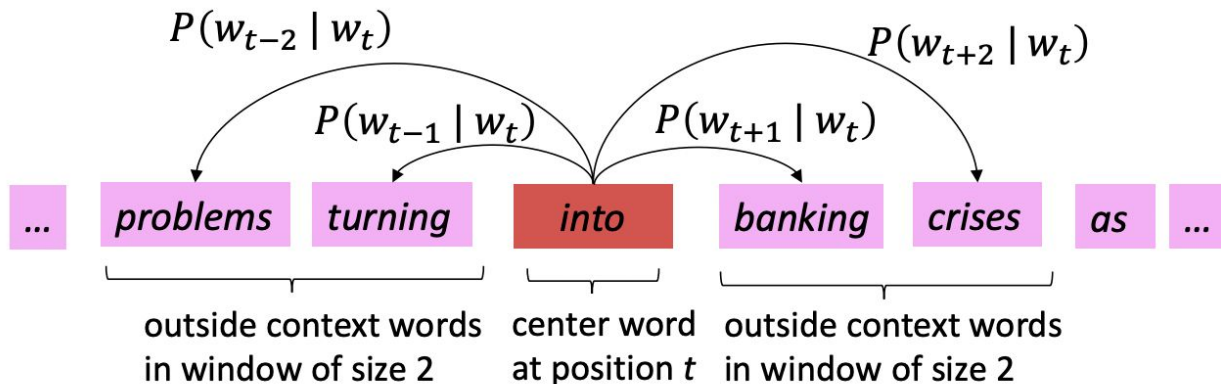 P(w_{t−2} | w_t)
P(w_{t+2} | w_t)
P(w_{t−1} | w_t)
P(w_{t+1} | w_t)
... problems turning into banking crises as ...
outside context words center word outside context words
in window of size 2 at position t in window of size 2